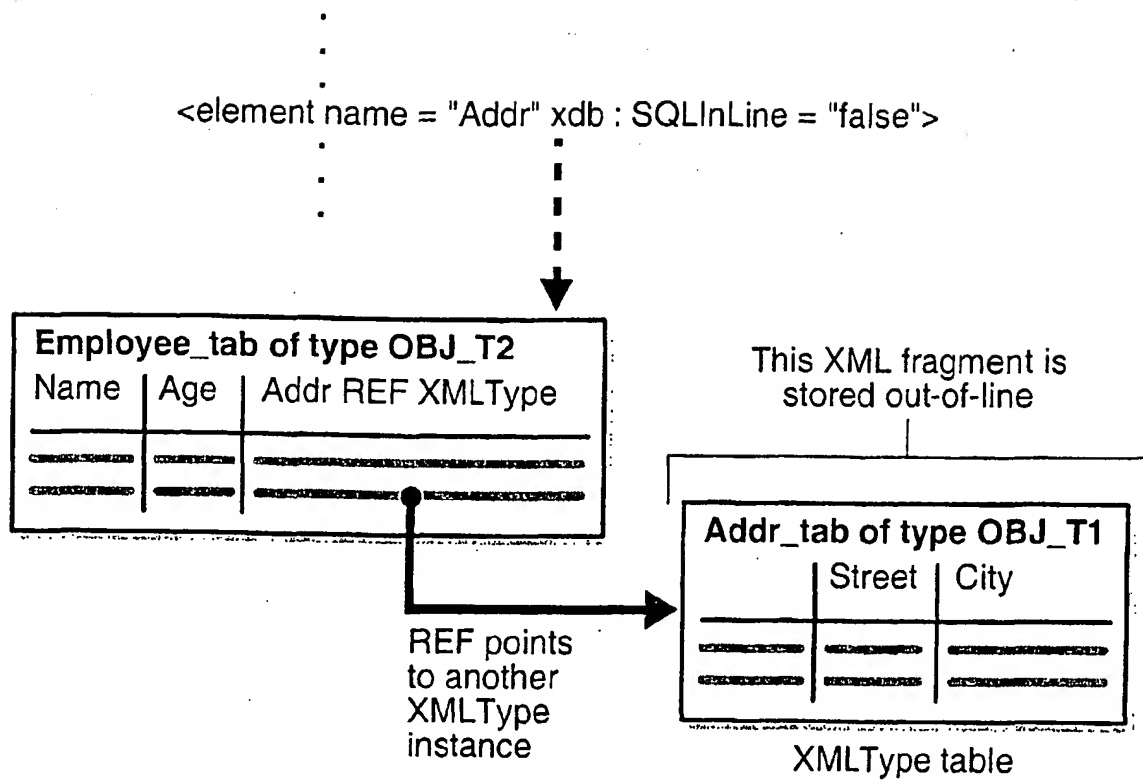 <element name = "Addr" xdb : SQLInLine = "false">
Employee_tab of type OBJ_T2
Name Age Addr REF XMLType
This XML fragment is
stored out-of-line
Addr_tab of type OBJ_T1
Street City
REF points
to another
XMLType
instance
XMLType table